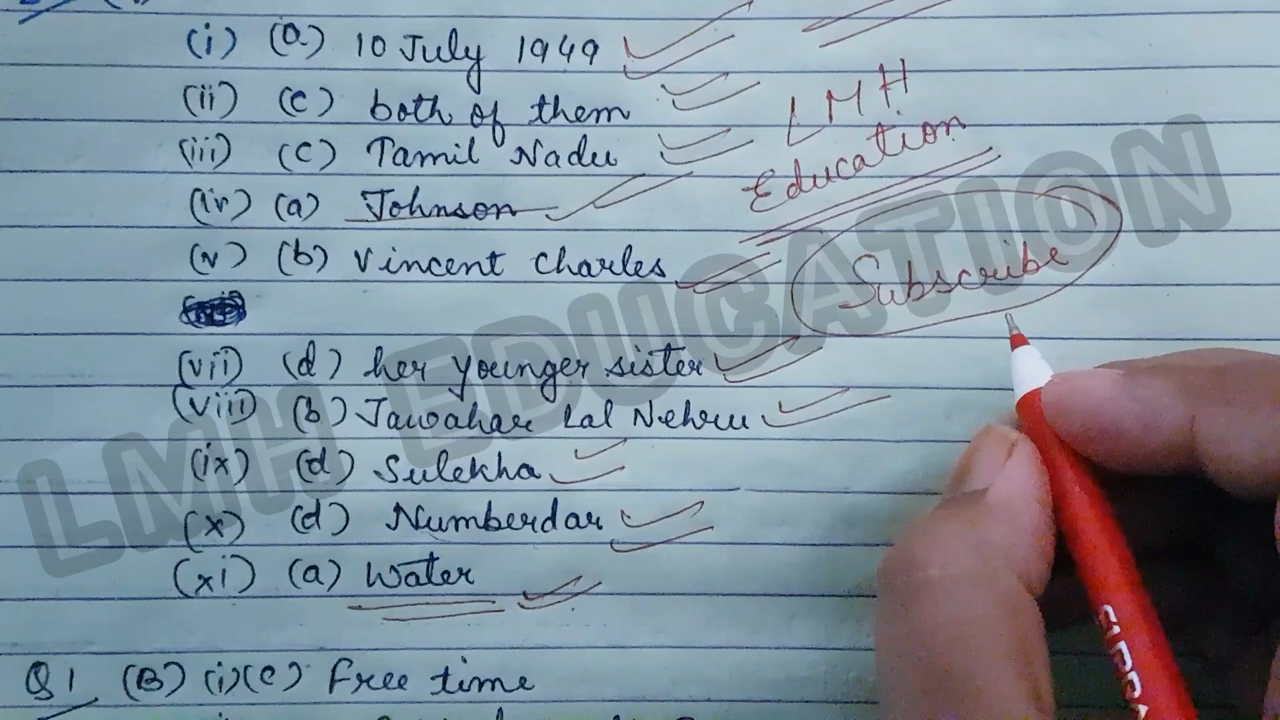 (i) (a) 10 July 1949
(ii) (c) both of them
(iii) (c) Tamil Nadu
(iv) (a) Johnson
(v) (b) Vincent Charles
(vii) (d) her younger sister
(viii) (b) Jawahar Lal Nehru
(ix) (d) Sulekha
(x) (d) Numberdar
(xi) (a) Water
Q1 (B) (i) (c) Free time
LMH
Education
Subscribe
LMH EDUCATION